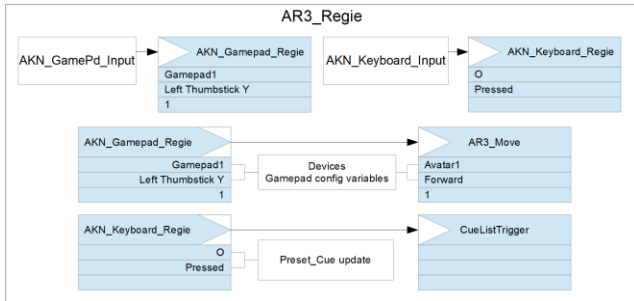 AR3_Regie
AKN_GamePd_Input
AKN_Gamepad_Regie
Gamepad1
Left Thumbstick Y
1
AKN_Keyboard_Input
AKN_Keyboard_Regie
O
Pressed
AKN_Gamepad_Regie
Gamepad1
Left Thumbstick Y
1
Devices
Gamepad config variables
AR3_Move
Avatar1
Forward
1
AKN_Keyboard_Regie
O
Pressed
Preset_Cue update
CueListTrigger